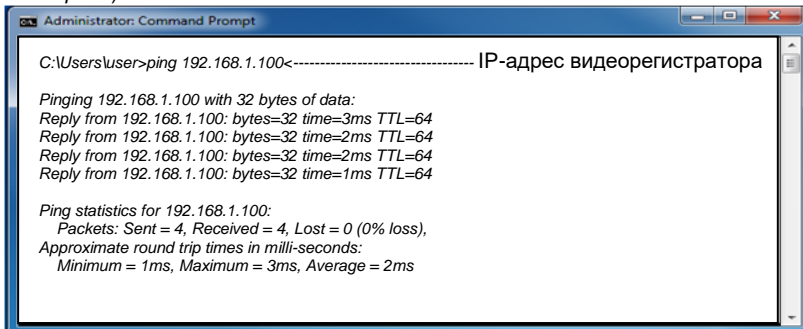 Administrator: Command Prompt
C:\Users\user>ping 192.168.1.100<---------------------------------- IP-адрес видеорегистратора
Pinging 192.168.1.100 with 32 bytes of data:
Reply from 192.168.1.100: bytes=32 time=3ms TTL=64
Reply from 192.168.1.100: bytes=32 time=2ms TTL=64
Reply from 192.168.1.100: bytes=32 time=2ms TTL=64
Reply from 192.168.1.100: bytes=32 time=1ms TTL=64
Ping statistics for 192.168.1.100:
Packets: Sent = 4, Received = 4, Lost = 0 (0% loss),
Approximate round trip times in milli-seconds:
Minimum = 1ms, Maximum = 3ms, Average = 2ms